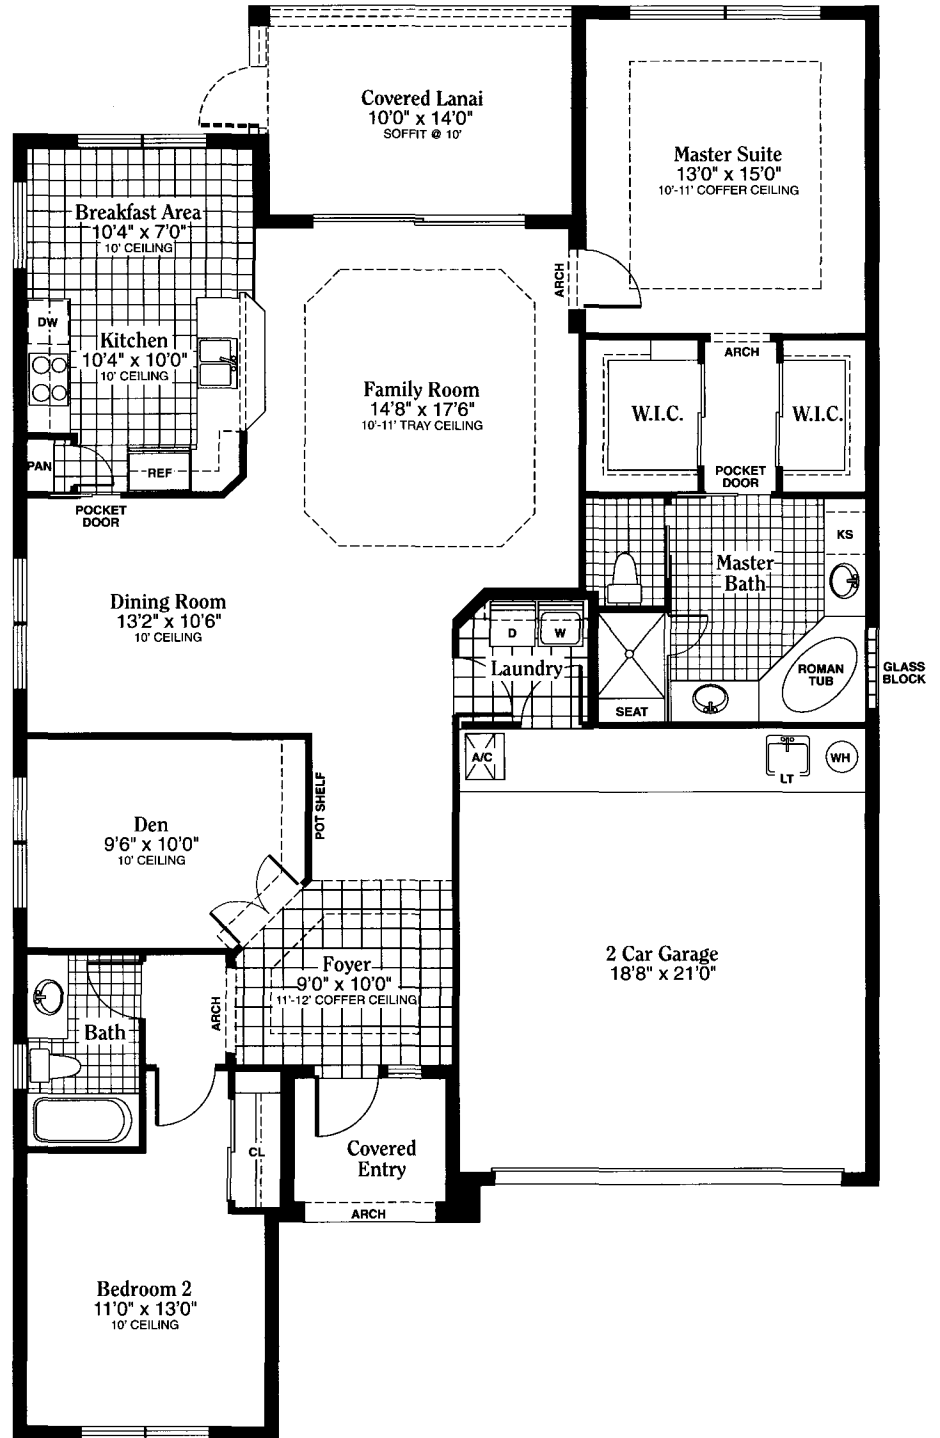 Covered Lanai
10'0" x 14'0"
SOFFIT @ 10'
Master Suite
13'0" x 15'0"
10'-11' COFFER CEILING
Breakfast Area
10'4" x 7'0"
10' CEILING
ARCH
DW
Kitchen
10'4" x 10'0"
10' CEILING
ARCH
Family Room
14'8" x 17'6"
10'-11' TRAY CEILING
W.I.C.
W.I.C.
PAN
REF
POCKET
DOOR
POCKET
DOOR
KS
Master
Bath
Dining Room
13'2" x 10'6"
10' CEILING
D
W
Laundry
ROMAN
TUB
GLASS
BLOCK
SEAT
A/C
LT
WH
POT SHELF
Den
9'6" x 10'0"
10' CEILING
2 Car Garage
18'8" x 21'0"
Foyer
9'0" x 10'0"
11'-12' COFFER CEILING
ARCH
Bath
CL
Covered
Entry
ARCH
Bedroom 2
11'0" x 13'0"
10' CEILING